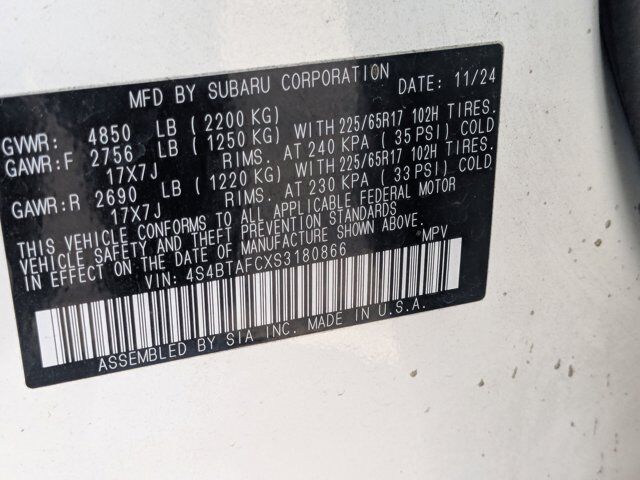 MFD BY SUBARU CORPORATION DATE: 11/24
GVWR: 4850 LB (2200 KG)
GAWR:F 2756 LB (1250 KG) WITH 225/65R17 102H TIRES.
17X7J RIMS. AT 240 KPA (35 PSI) COLD
GAWR:R 2690 LB (1220 KG) WITH 225/65R17 102H TIRES.
17X7J RIMS. AT 230 KPA (33 PSI) COLD
THIS VEHICLE CONFORMS TO ALL APPLICABLE FEDERAL MOTOR
VEHICLE SAFETY AND THEFT PREVENTION STANDARDS
IN EFFECT ON THE DATE OF MANUFACTURE SHOWN ABOVE.
VIN: 4S4BTAFCXS3180866 MPV
ASSEMBLED BY SIA INC. MADE IN U.S.A.